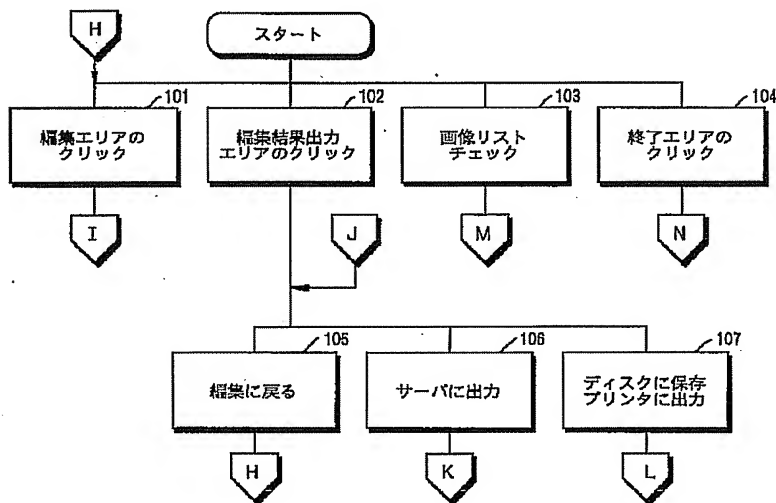 H
スタート
101
102
103
104
編集エリアの
クリック
編集結果出力
エリアのクリック
画像リスト
チェック
終了エリアの
クリック
I
J
M
N
105
106
107
編集に戻る
サーバに出力
ディスクに保存
プリンタに出力
H
K
L